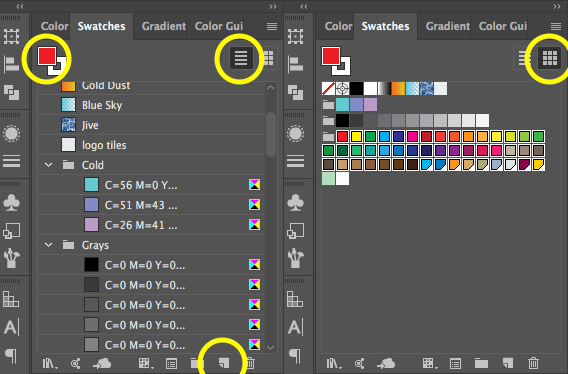 Color Swatches Gradient Color Gui
Gold Dust
Blue Sky
Jive
logo tiles
Cold
C=56 M=0 Y...
C=51 M=43 ...
C=26 M=41 ...
Grays
C=0 M=0 Y=0...
C=0 M=0 Y=0...
C=0 M=0 Y=0...
C=0 M=0 Y=0...
C=0 M=0 Y=0...
Color Swatches Gradient Color Gui